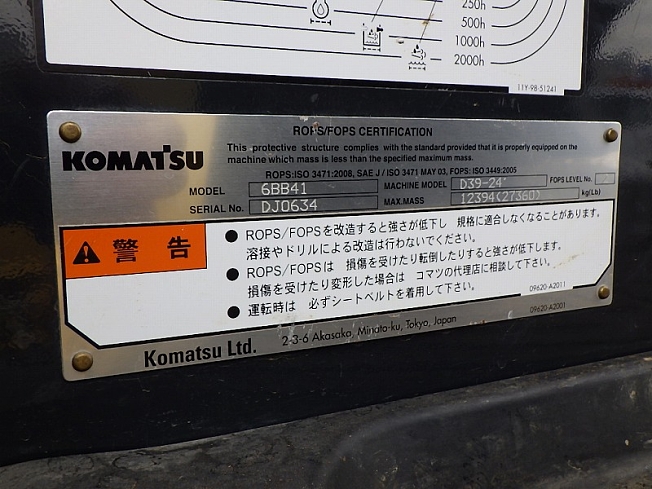 250h
500h
1000h
2000h
11Y-98-51241
ROPS/FOPS CERTIFICATION
KOMATSU
This protective structure complies with the standard provided that it is properly equipped on the
machine which mass is less than the specified maximum mass.
ROPS:ISO 3471:2008, SAE J / ISO 3471 MAY 03, FOPS: ISO 3449:2005
MODEL 6BB41 MACHINE MODEL D39-24 FOPS LEVEL No.
SERIAL No. DJ0634 MAX.MASS 12394(27360) kg(Lb)
警告
● ROPS/FOPSを改造すると強さが低下し 規格に適合しなくなることがあります。
溶接やドリルによる改造は行わないでください。
● ROPS/FOPSは 損傷を受けたり転倒したりすると強さが低下します。
損傷を受けたり変形した場合は コマツの代理店に相談して下さい。
● 運転時は 必ずシートベルトを着用して下さい。
09620-A2011
09620-A2001
Komatsu Ltd. 2-3-6 Akasaka, Minato-ku, Tokyo, Japan